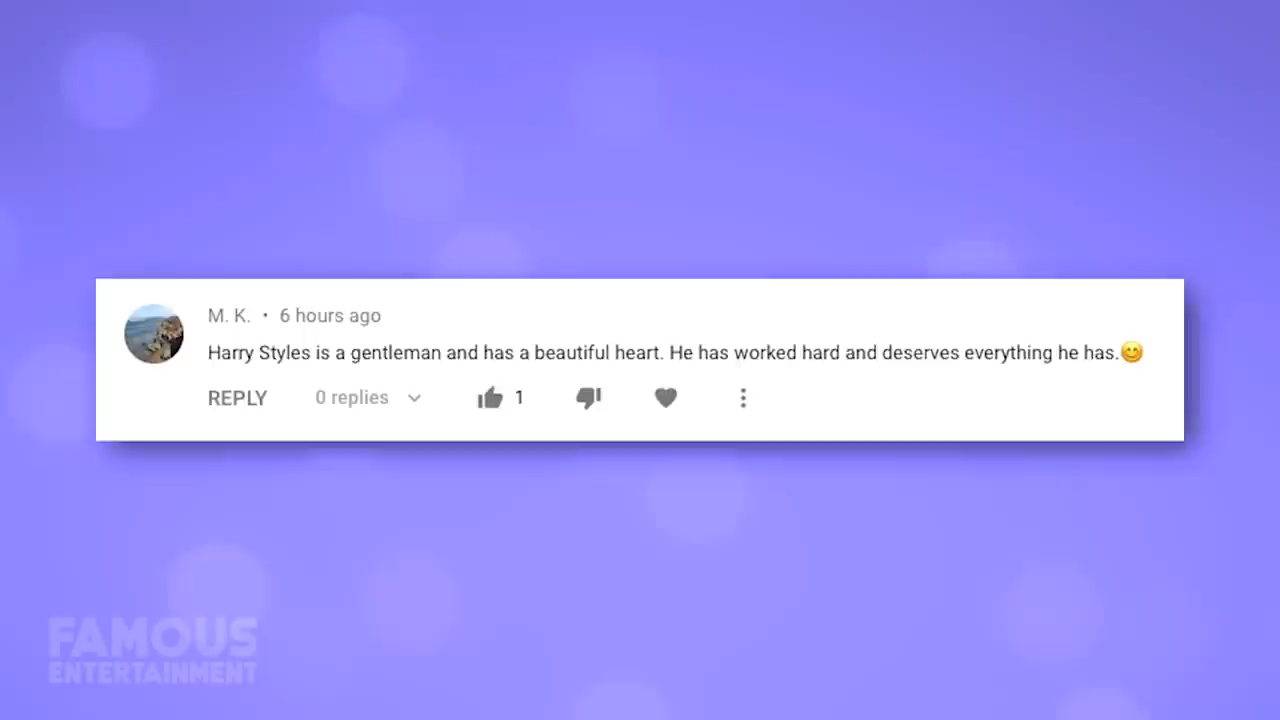 M. K. • 6 hours ago
Harry Styles is a gentleman and has a beautiful heart. He has worked hard and deserves everything he has.😊
REPLY 0 replies 1
FAMOUS
ENTERTAINMENT